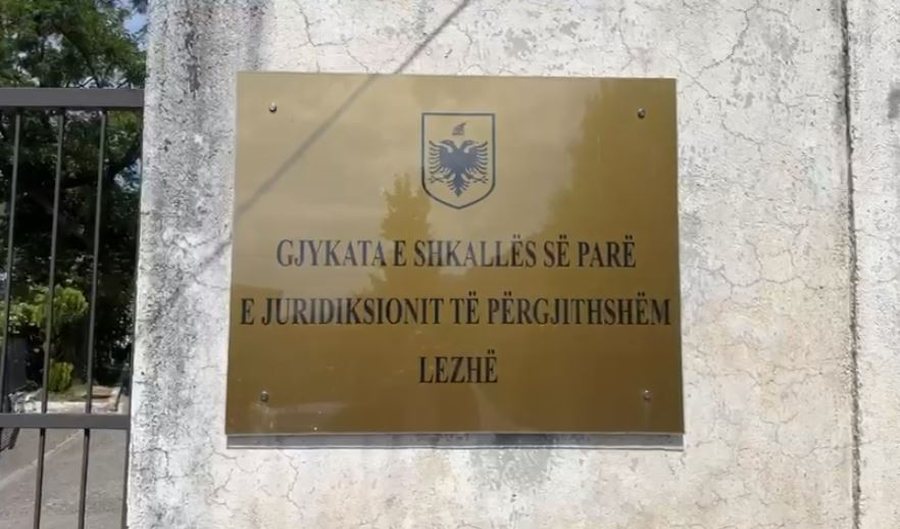 GJYKATA E SHKALLËS SË PARË
E JURIDIKSIONIT TË PËRGJITHSHËM
LEZHË